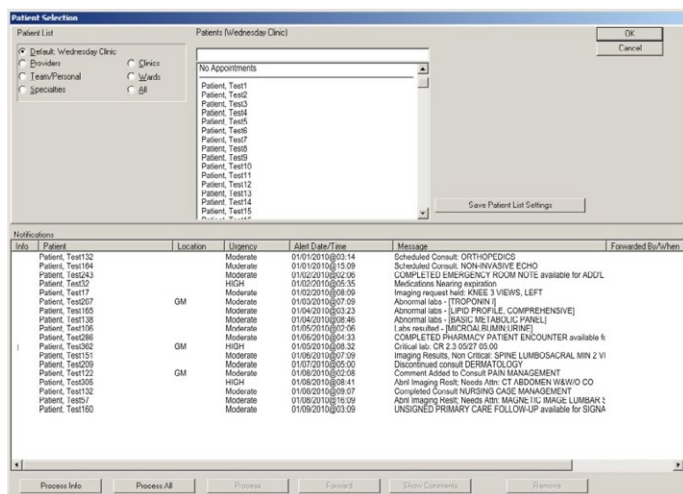 Patient Selection
Patient List
Default: Wednesday Clinic
Providers
Clinics
Team/Personal
Wards
Specialties
All
Patients (Wednesday Clinic)
No Appointments
Patient, Test1
Patient, Test2
Patient, Test3
Patient, Test4
Patient, Test5
Patient, Test6
Patient, Test7
Patient, Test8
Patient, Test9
Patient, Test10
Patient, Test11
Patient, Test12
Patient, Test13
Patient, Test14
Patient, Test15
OK
Cancel
Save Patient List Settings
Notifications
Info Patient Location Urgency Alert Date/Time Message Forwarded By/When
Patient, Test132 Moderate 01/01/2010@03:14 Scheduled Consult: ORTHOPEDICS
Patient, Test164 Moderate 01/01/2010@15:09 Scheduled Consult: NON-INVASIVE ECHO
Patient, Test243 Moderate 01/02/2010@02:06 COMPLETED EMERGENCY ROOM NOTE available for ADD'L
Patient, Test32 HIGH 01/02/2010@05:35 Medications Nearing expiration
Patient, Test17 Moderate 01/02/2010@08:09 Imaging request held: KNEE 3 VIEWS, LEFT
Patient, Test267 GM Moderate 01/03/2010@07:09 Abnormal labs - [TROPONIN I]
Patient, Test165 Moderate 01/04/2010@03:23 Abnormal labs - [LIPID PROFILE, COMPREHENSIVE]
Patient, Test138 Moderate 01/04/2010@08:46 Abnormal labs - [BASIC METABOLIC PANEL]
Patient, Test106 Moderate 01/05/2010@02:06 Labs resulted - [MICROALBUMIN:URINE]
Patient, Test286 Moderate 01/05/2010@04:33 COMPLETED PHARMACY PATIENT ENCOUNTER available fo
I Patient, Test362 GM HIGH 01/05/2010@08:32 Critical lab: CR 2.3 05/27 05:00
Patient, Test151 Moderate 01/06/2010@07:09 Imaging Results, Non Critical: SPINE LUMBOSACRAL MIN 2 VI
Patient, Test209 Moderate 01/07/2010@05:00 Discontinued consult DERMATOLOGY
Patient, Test122 GM Moderate 01/08/2010@02:08 Comment Added to Consult PAIN MANAGEMENT
Patient, Test305 HIGH 01/08/2010@08:41 Abnl Imaging Reslt; Needs Attn: CT ABDOMEN W&W/O CO
Patient, Test132 Moderate 01/08/2010@09:07 Completed Consult NURSING CASE MANAGEMENT
Patient, Test57 Moderate 01/08/2010@16:09 Abnl Imaging Reslt; Needs Attn: MAGNETIC IMAGE LUMBAR S
Patient, Test160 Moderate 01/09/2010@03:09 UNSIGNED PRIMARY CARE FOLLOW-UP available for SIGNA
Process Info
Process All
Process
Forward
Show Comments
Remove